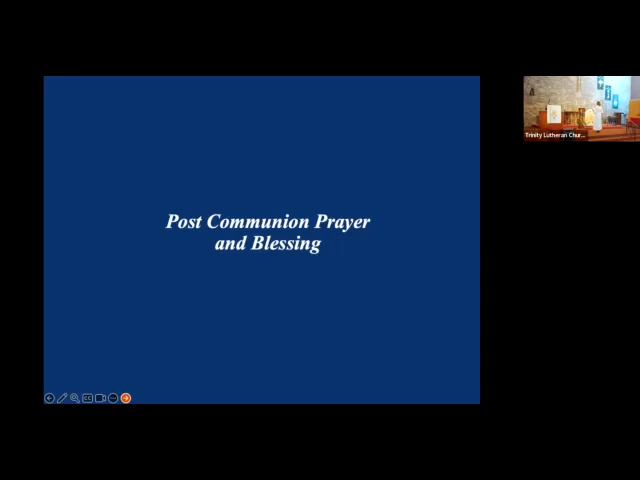 Post Communion Prayer
and Blessing
Trinity Lutheran Chur...